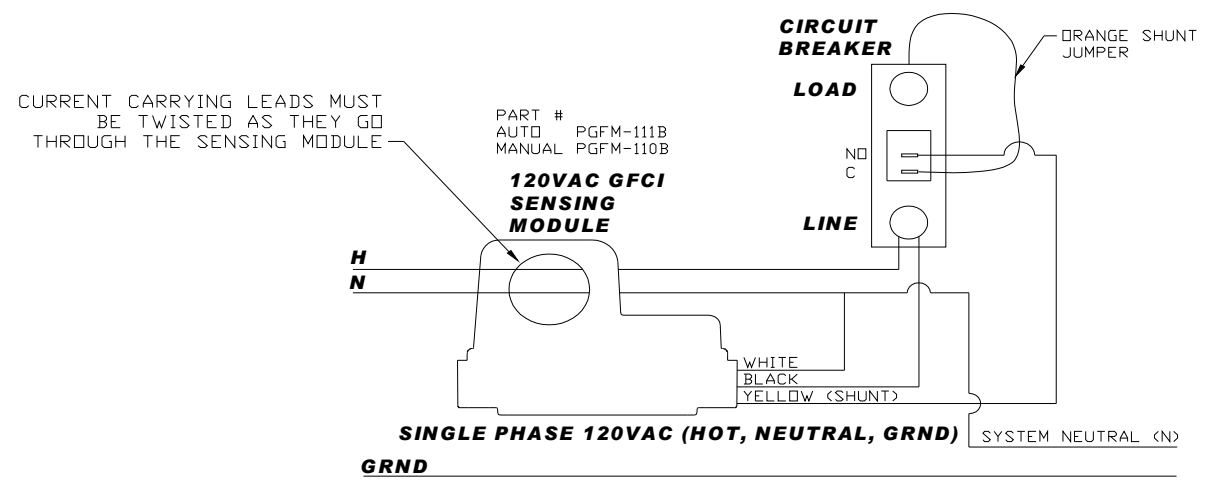 CIRCUIT
BREAKER
ORANGE SHUNT
JUMPER
LOAD
CURRENT CARRYING LEADS MUST
BE TWISTED AS THEY GO
THROUGH THE SENSING MODULE
PART #
AUTO PGFM-111B
MANUAL PGFM-110B
NO
C
120VAC GFCI
SENSING
MODULE
LINE
H
N
WHITE
BLACK
YELLOW (SHUNT)
SINGLE PHASE 120VAC (HOT, NEUTRAL, GRND)
SYSTEM NEUTRAL (N)
GRND